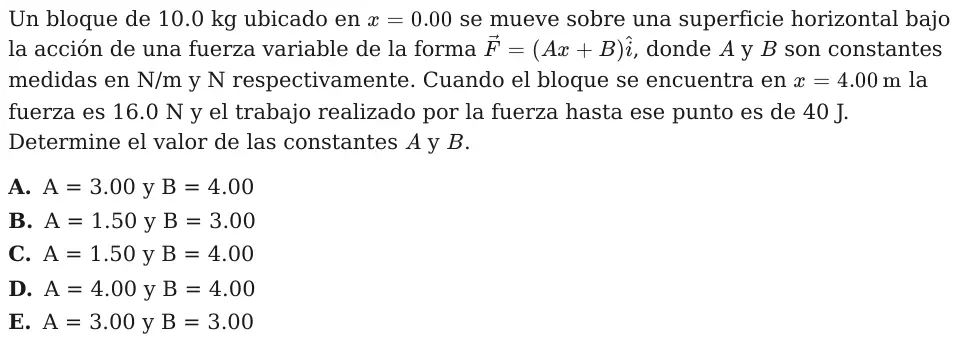 Un bloque de 10.0 kg ubicado en x = 0.00 se mueve sobre una superficie horizontal bajo
la acción de una fuerza variable de la forma F⃗ = (Ax + B)î, donde A y B son constantes
medidas en N/m y N respectivamente. Cuando el bloque se encuentra en x = 4.00 m la
fuerza es 16.0 N y el trabajo realizado por la fuerza hasta ese punto es de 40 J.
Determine el valor de las constantes A y B.
A. A = 3.00 y B = 4.00
B. A = 1.50 y B = 3.00
C. A = 1.50 y B = 4.00
D. A = 4.00 y B = 4.00
E. A = 3.00 y B = 3.00